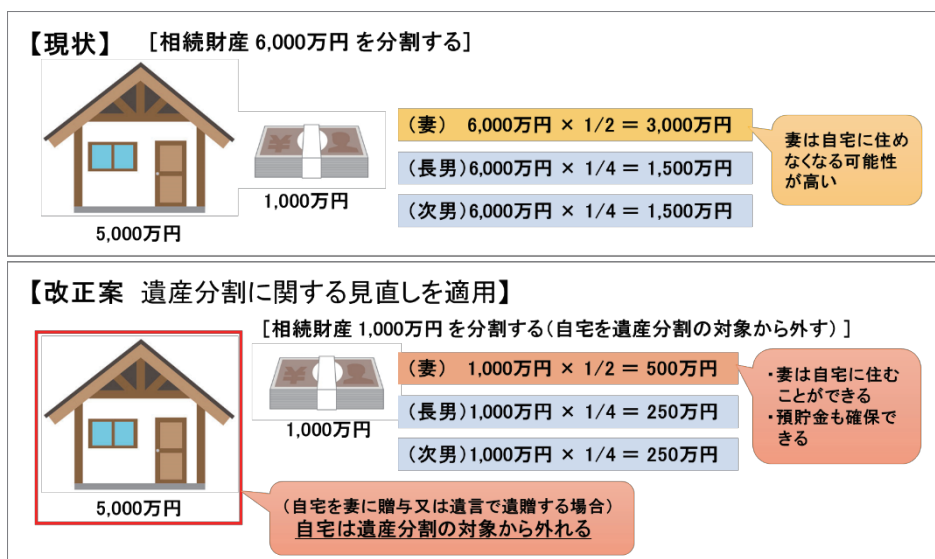 【現状】 [相続財産 6,000万円 を分割する]
5,000万円
¥
1,000万円
(妻) 6,000万円 × 1/2 = 3,000万円
(長男)6,000万円 × 1/4 = 1,500万円
(次男)6,000万円 × 1/4 = 1,500万円
妻は自宅に住め
なくなる可能性
が高い
【改正案 遺産分割に関する見直しを適用】
[相続財産 1,000万円 を分割する(自宅を遺産分割の対象から外す) ]
5,000万円
¥
1,000万円
(妻) 1,000万円 × 1/2 = 500万円
(長男)1,000万円 × 1/4 = 250万円
(次男)1,000万円 × 1/4 = 250万円
・妻は自宅に住む
ことができる
・預貯金も確保で
きる
(自宅を妻に贈与又は遺言で遺贈する場合)
自宅は遺産分割の対象から外れる